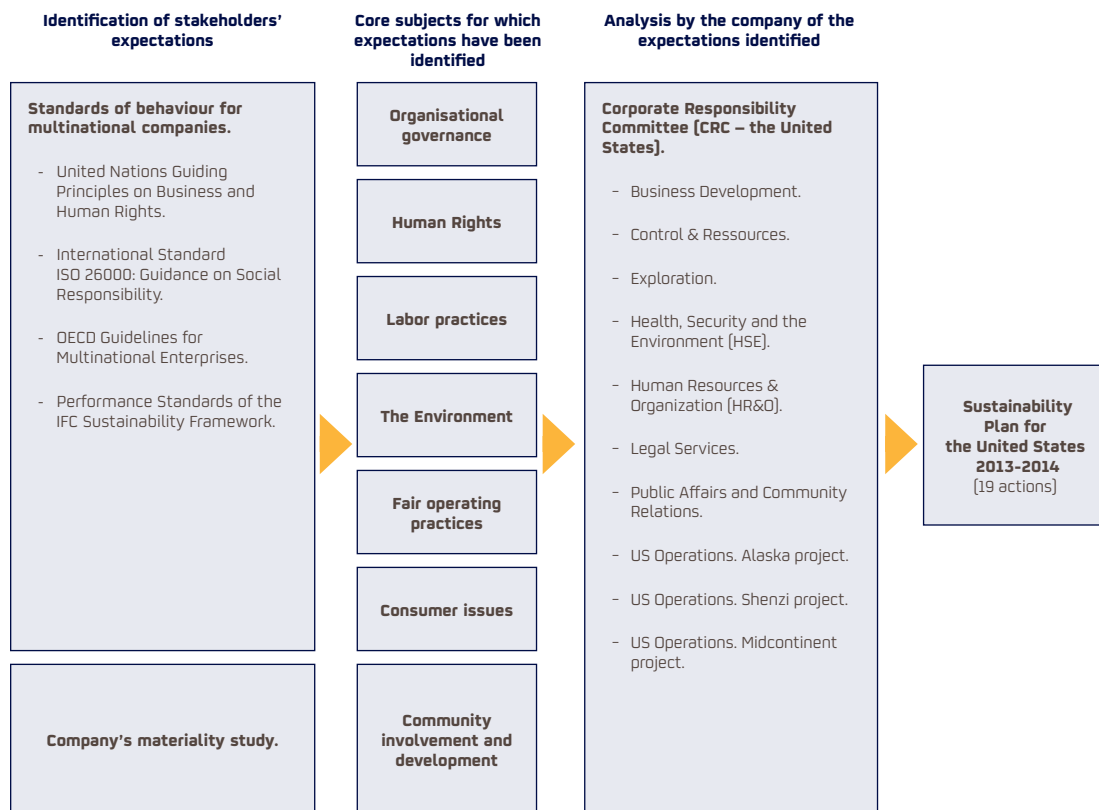 Identification of stakeholders’
expectations
Core subjects for which
expectations have been
identified
Analysis by the company of the
expectations identified
Standards of behaviour for
multinational companies.
- United Nations Guiding
Principles on Business and
Human Rights.
- International Standard
ISO 26000: Guidance on Social
Responsibility.
- OECD Guidelines for
Multinational Enterprises.
- Performance Standards of the
IFC Sustainability Framework.
Company’s materiality study.
Organisational
governance
Human Rights
Labor practices
The Environment
Fair operating
practices
Consumer issues
Community
involvement and
development
Corporate Responsibility
Committee (CRC – the United
States).
– Business Development.
– Control & Ressources.
– Exploration.
– Health, Security and the
Environment (HSE).
– Human Resources &
Organization (HR&O).
– Legal Services.
– Public Affairs and Community
Relations.
– US Operations. Alaska project.
– US Operations. Shenzi project.
– US Operations. Midcontinent
project.
Sustainability
Plan for
the United States
2013-2014
(19 actions)